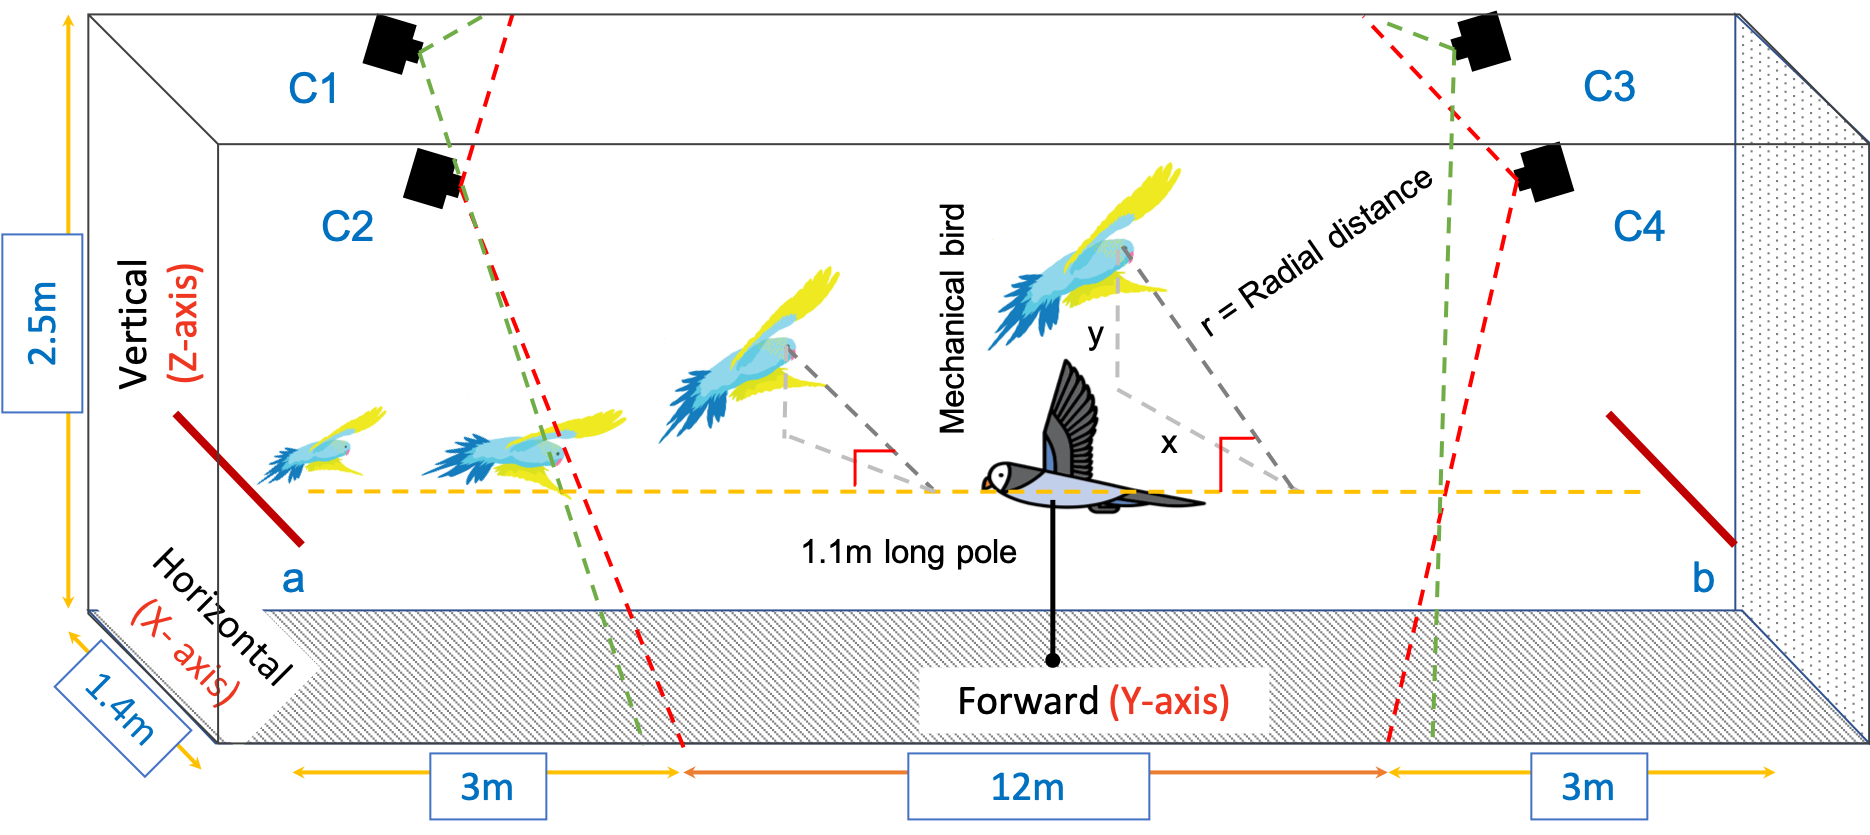 C1
C3
C2
C4
2.5m
Vertical
(Z-axis)
Mechanical bird
r = Radial distance
y
x
1.1m long pole
a
b
Horizontal
(X- axis)
1.4m
Forward (Y-axis)
3m
12m
3m